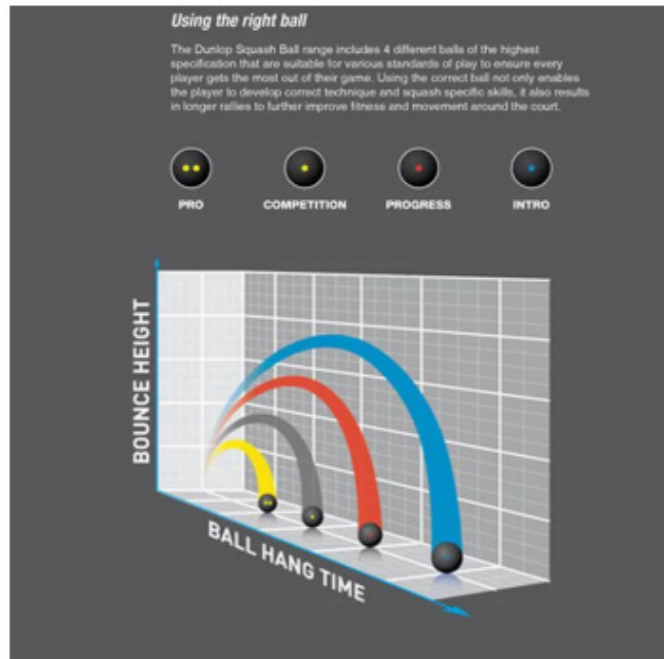 Using the right ball
The Dunlop Squash Ball range includes 4 different balls of the highest
specification that are suitable for various standards of play to ensure every
player gets the most out of their game. Using the correct ball not only enables
the player to develop correct technique and squash specific skills, it also results
in longer rallies to further improve fitness and movement around the court.
PRO COMPETITION PROGRESS INTRO
BOUNCE HEIGHT
BALL HANG TIME